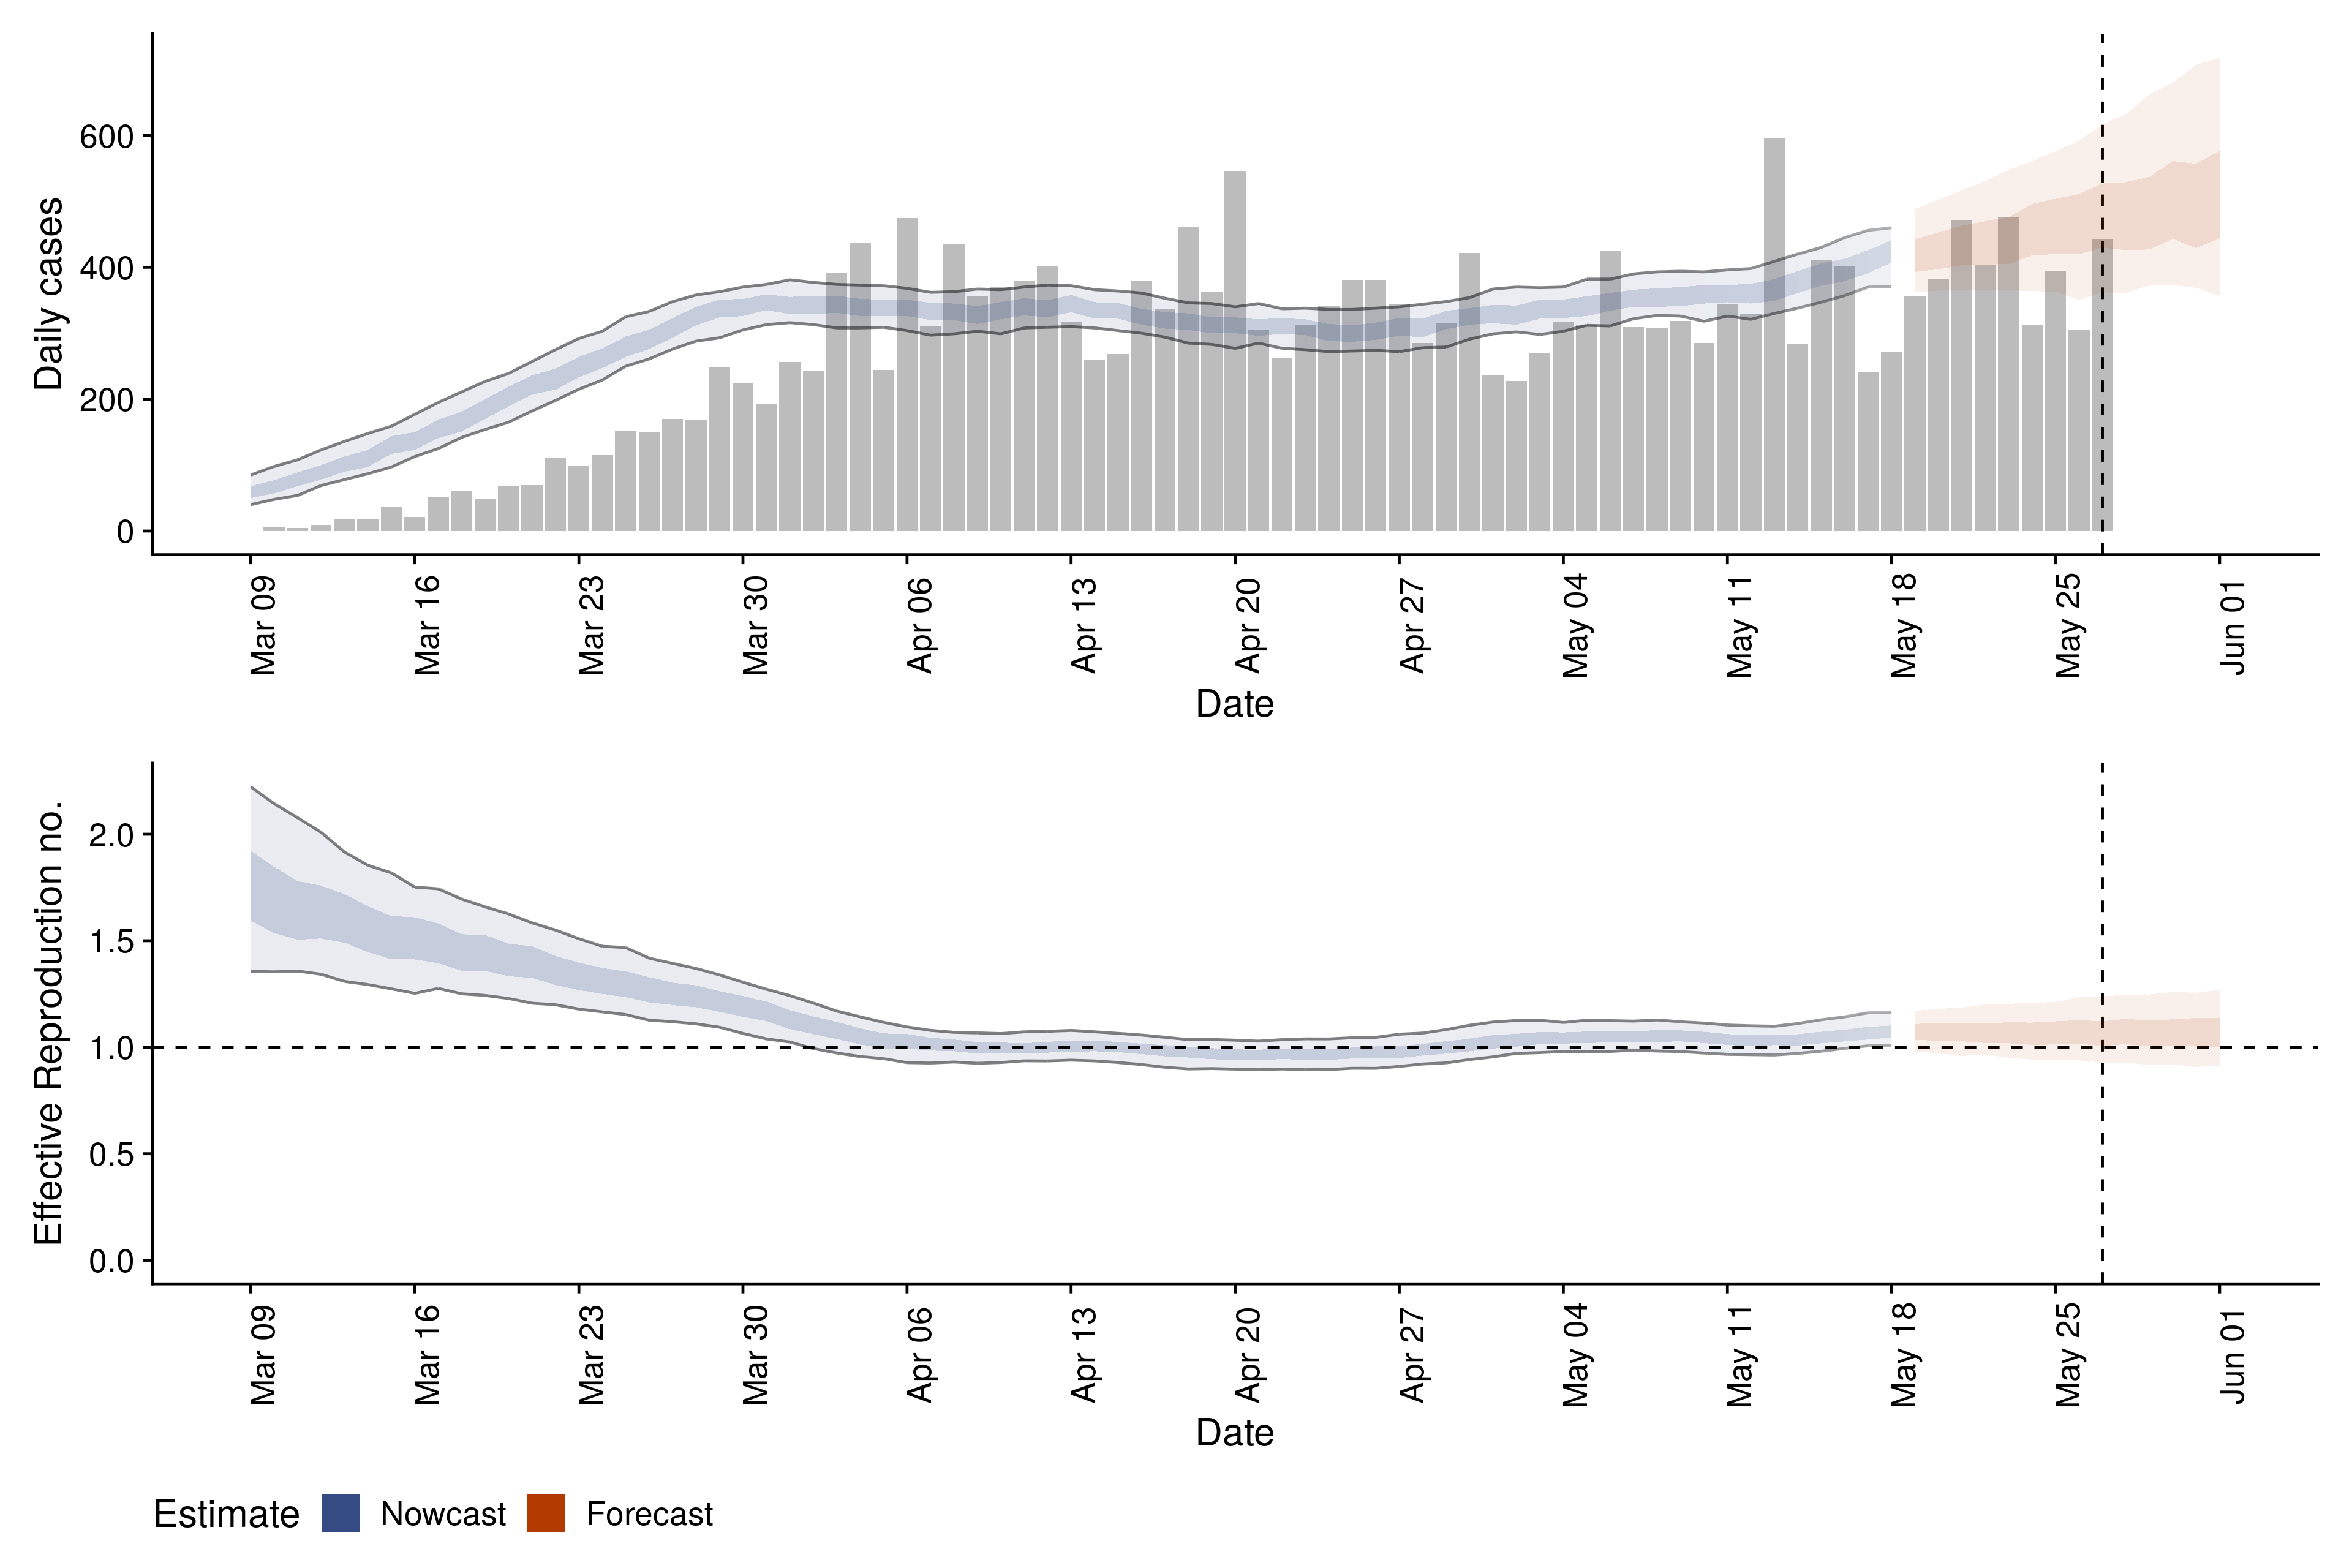 Daily cases
600
400
200
0
Mar 09
Mar 16
Mar 23
Mar 30
Apr 06
Apr 13
Apr 20
Apr 27
May 04
May 11
May 18
May 25
Jun 01
Date
Effective Reproduction no.
2.0
1.5
1.0
0.5
0.0
Mar 09
Mar 16
Mar 23
Mar 30
Apr 06
Apr 13
Apr 20
Apr 27
May 04
May 11
May 18
May 25
Jun 01
Date
Estimate Nowcast Forecast